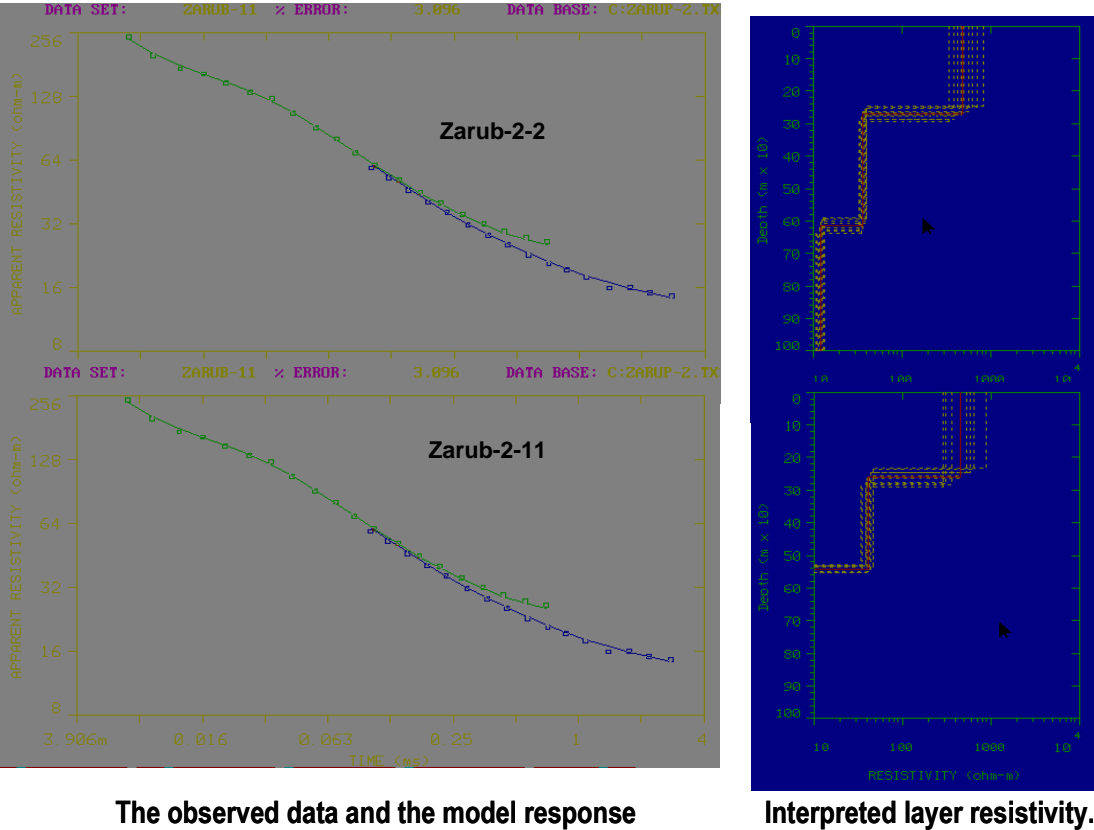 DATA SET: ZARUB-11 % ERROR: 3.096 DATA BASE: C:ZARUP-Z.TX
256
128
64
32
16
8
APPARENT RESISTIVITY (ohm-m)
Zarub-2-2
DATA SET: ZARUB-11 % ERROR: 3.096 DATA BASE: C:ZARUP-Z.TX
256
128
64
32
16
8
APPARENT RESISTIVITY (ohm-m)
Zarub-2-11
3.906m 0.016 0.063 0.25 1 4
TIME (ms)
The observed data and the model response
0
10
20
30
40
50
60
70
80
90
100
Depth (m x 10)
10 100 1000 10 4
0
10
20
30
40
50
60
70
80
90
100
Depth (m x 10)
10 100 1000 10 4
RESISTIVITY (ohm-m)
Interpreted layer resistivity.